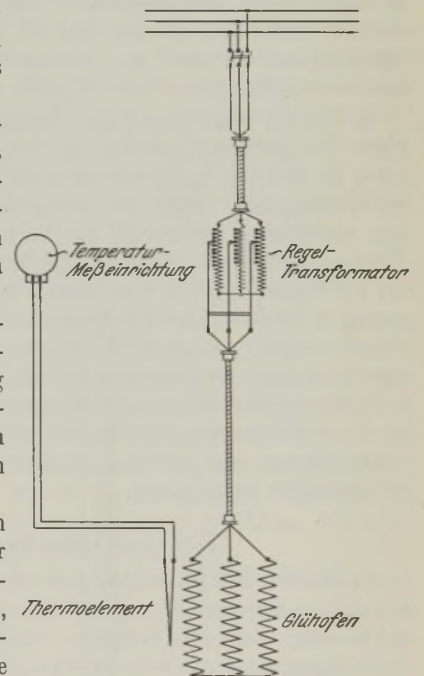 Temperatur-
Meßeinrichtung
Regel-
Transformator
Thermoelement
Glühofen